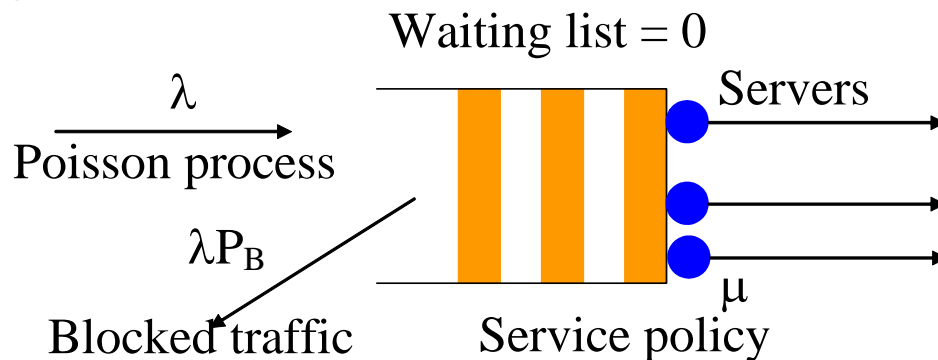 Waiting list = 0
λ
Servers
Poisson process
λP_B
μ
Blocked traffic
Service policy